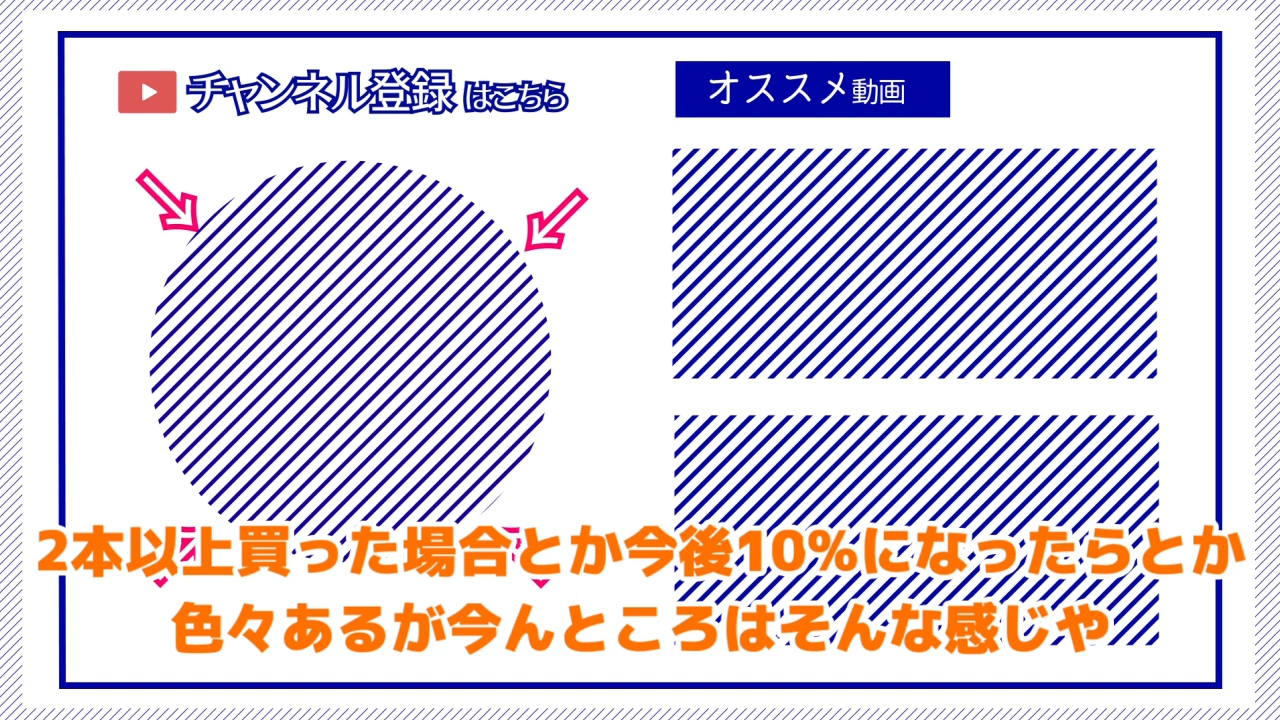 チャンネル登録 はこちら
オススメ動画
2本以上買った場合とか今後10%になったらとか
色々あるが今んところはそんな感じや